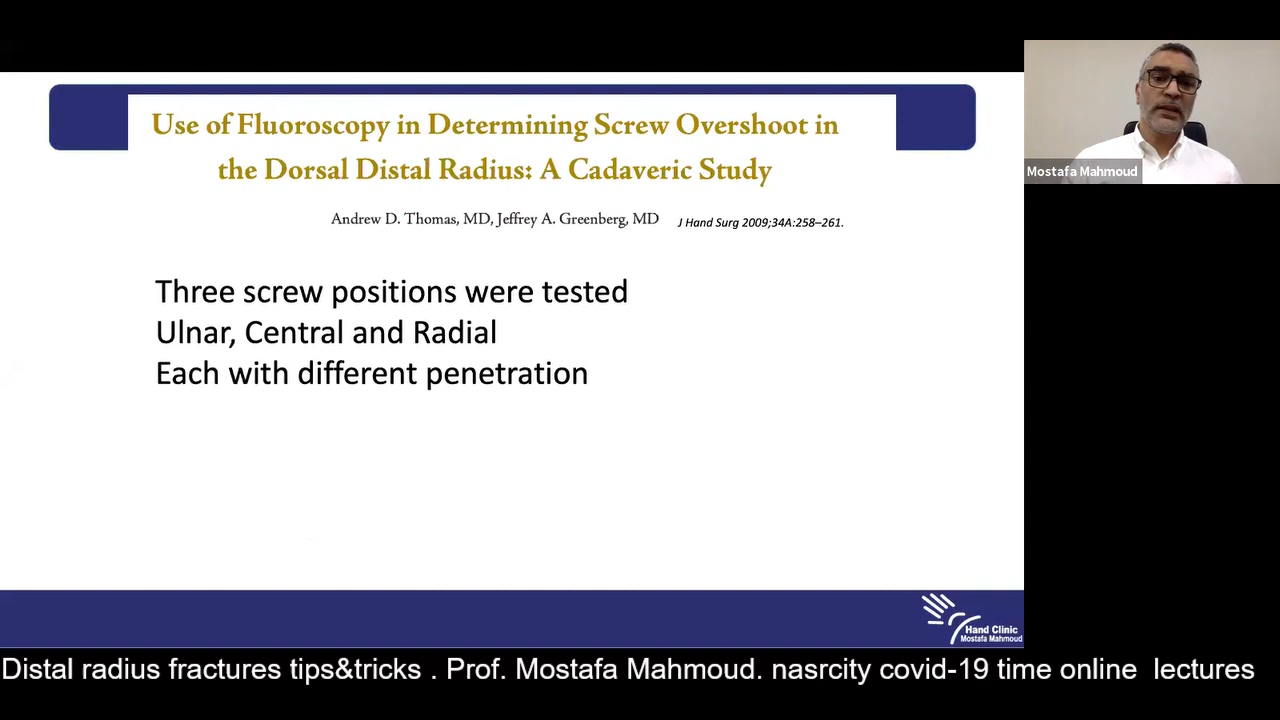 Use of Fluoroscopy in Determining Screw Overshoot in
the Dorsal Distal Radius: A Cadaveric Study
Andrew D. Thomas, MD, Jeffrey A. Greenberg, MD
J Hand Surg 2009;34A:258–261.
Mostafa Mahmoud
Three screw positions were tested
Ulnar, Central and Radial
Each with different penetration
Hand Clinic
Mostafa Mahmoud
Distal radius fractures tips&tricks . Prof. Mostafa Mahmoud. nasrcity covid-19 time online lectures